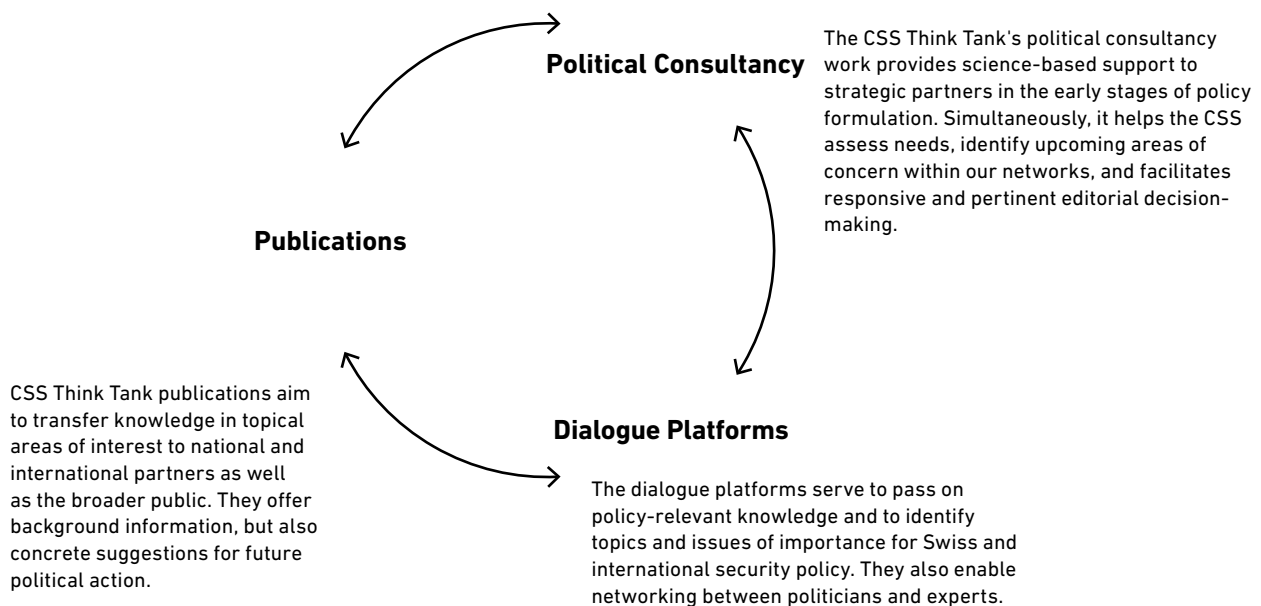 Political Consultancy
The CSS Think Tank's political consultancy
work provides science-based support to
strategic partners in the early stages of policy
formulation. Simultaneously, it helps the CSS
assess needs, identify upcoming areas of
concern within our networks, and facilitates
responsive and pertinent editorial decision-
making.
Publications
CSS Think Tank publications aim
to transfer knowledge in topical
areas of interest to national and
international partners as well
as the broader public. They offer
background information, but also
concrete suggestions for future
political action.
Dialogue Platforms
The dialogue platforms serve to pass on
policy-relevant knowledge and to identify
topics and issues of importance for Swiss and
international security policy. They also enable
networking between politicians and experts.